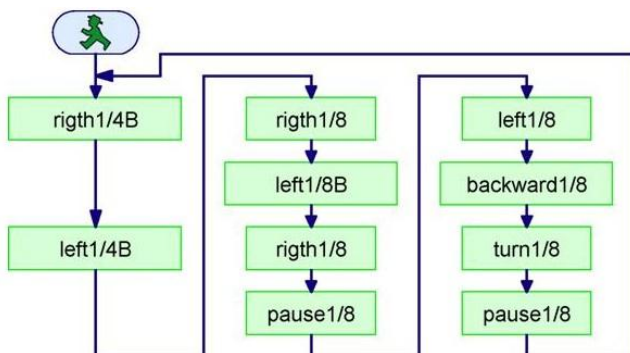 rigth1/4B
left1/4B
rigth1/8
left1/8B
rigth1/8
pause1/8
left1/8
backward1/8
turn1/8
pause1/8